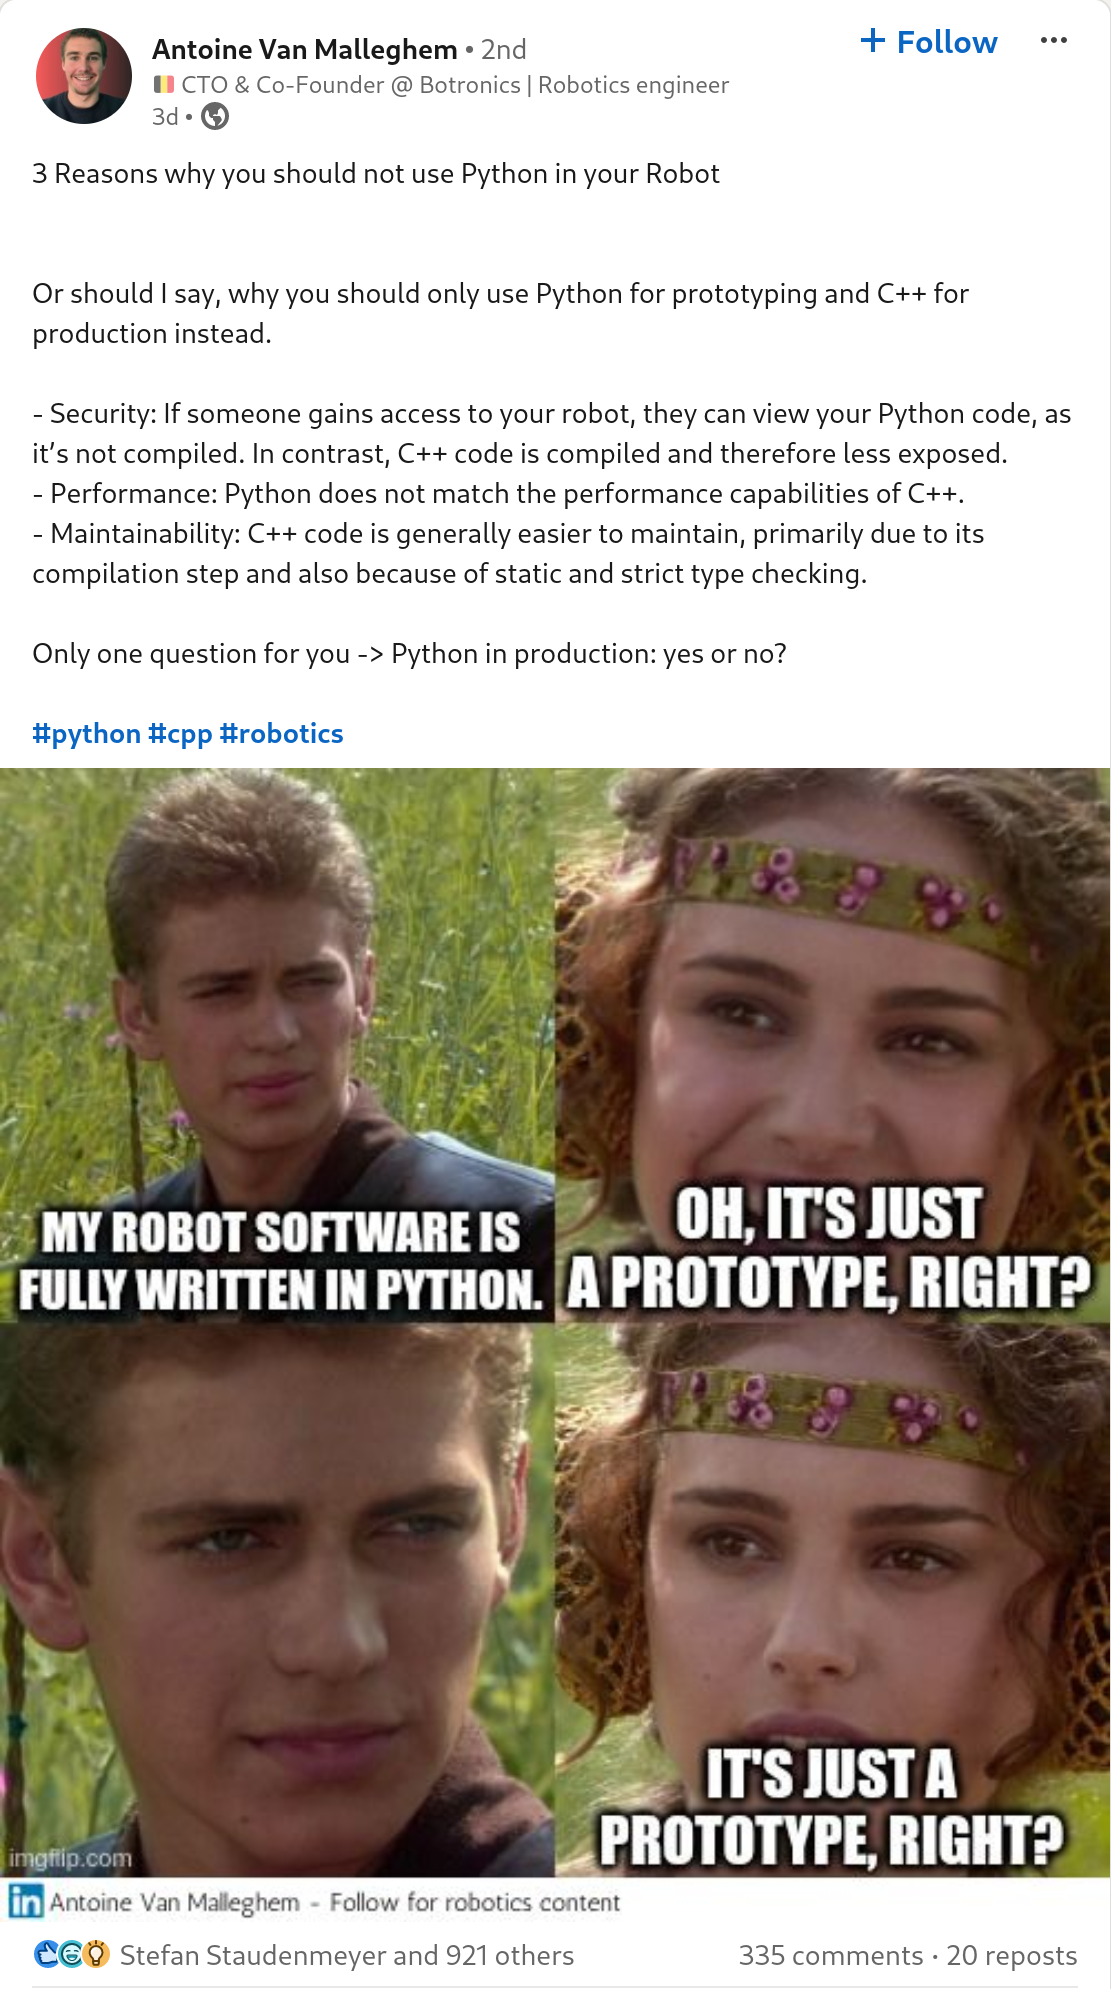 Antoine Van Malleghem • 2nd
+ Follow ···
🇧🇪 CTO & Co-Founder @ Botronics | Robotics engineer
3d •
3 Reasons why you should not use Python in your Robot
Or should I say, why you should only use Python for prototyping and C++ for
production instead.
- Security: If someone gains access to your robot, they can view your Python code, as
it’s not compiled. In contrast, C++ code is compiled and therefore less exposed.
- Performance: Python does not match the performance capabilities of C++.
- Maintainability: C++ code is generally easier to maintain, primarily due to its
compilation step and also because of static and strict type checking.
Only one question for you -> Python in production: yes or no?
#python #cpp #robotics
MY ROBOT SOFTWARE IS
FULLY WRITTEN IN PYTHON.
OH, IT'S JUST
A PROTOTYPE, RIGHT?
IT'S JUST A
PROTOTYPE, RIGHT?
imgflip.com
in Antoine Van Malleghem - Follow for robotics content
Stefan Staudenmeyer and 921 others
335 comments • 20 reposts